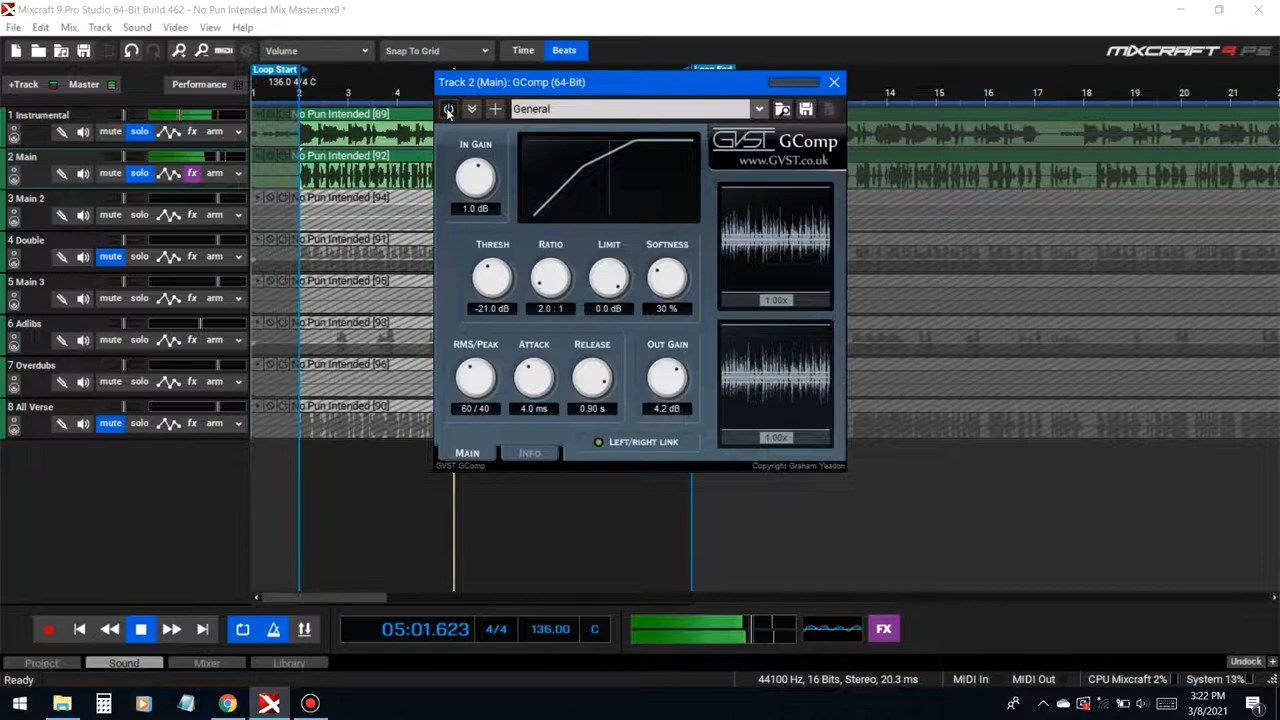 Mixcraft 9 Pro Studio 64-Bit Build 462 - No Pun Intended Mix Master.mx9 *
File Edit Mix Track Sound Video View Help
MIDI Volume Snap To Grid Time Beats MIXCRAFT 9 PS
+Track Master Performance
Loop Start Loop End
136.0 4/4 C
1 2 3 4 14 15 16 17 18 19 20 21
1 Instrumental
mute solo fx arm
No Pun Intended [89]
2 Main
mute solo fx arm
No Pun Intended [92]
3 Main 2
mute solo fx arm
No Pun Intended [94]
4 Double
mute solo fx arm
No Pun Intended [91]
5 Main 3
mute solo fx arm
No Pun Intended [95]
6 Adlibs
mute solo fx arm
No Pun Intended [93]
7 Overdubs
mute solo fx arm
No Pun Intended [96]
8 All Verse
mute solo fx arm
No Pun Intended [90]
Track 2 (Main): GComp (64-Bit)
General
IN GAIN
1.0 dB
GVST GComp
www.GVST.co.uk
THRESH RATIO LIMIT SOFTNESS
-21.0 dB 2.0 : 1 0.0 dB 30 %
1.00x
RMS/PEAK ATTACK RELEASE OUT GAIN
60 / 40 4.0 ms 0.90 s 4.2 dB
1.00x
LEFT/RIGHT LINK
MAIN INFO
GVST GComp Copyright Graham Yeadon
05:01.623 4/4 136.00 C FX
Project Sound Mixer Library Undock
Ready 44100 Hz, 16 Bits, Stereo, 20.3 ms MIDI In MIDI Out CPU Mixcraft 2% System 13%
3:22 PM
3/8/2021
1